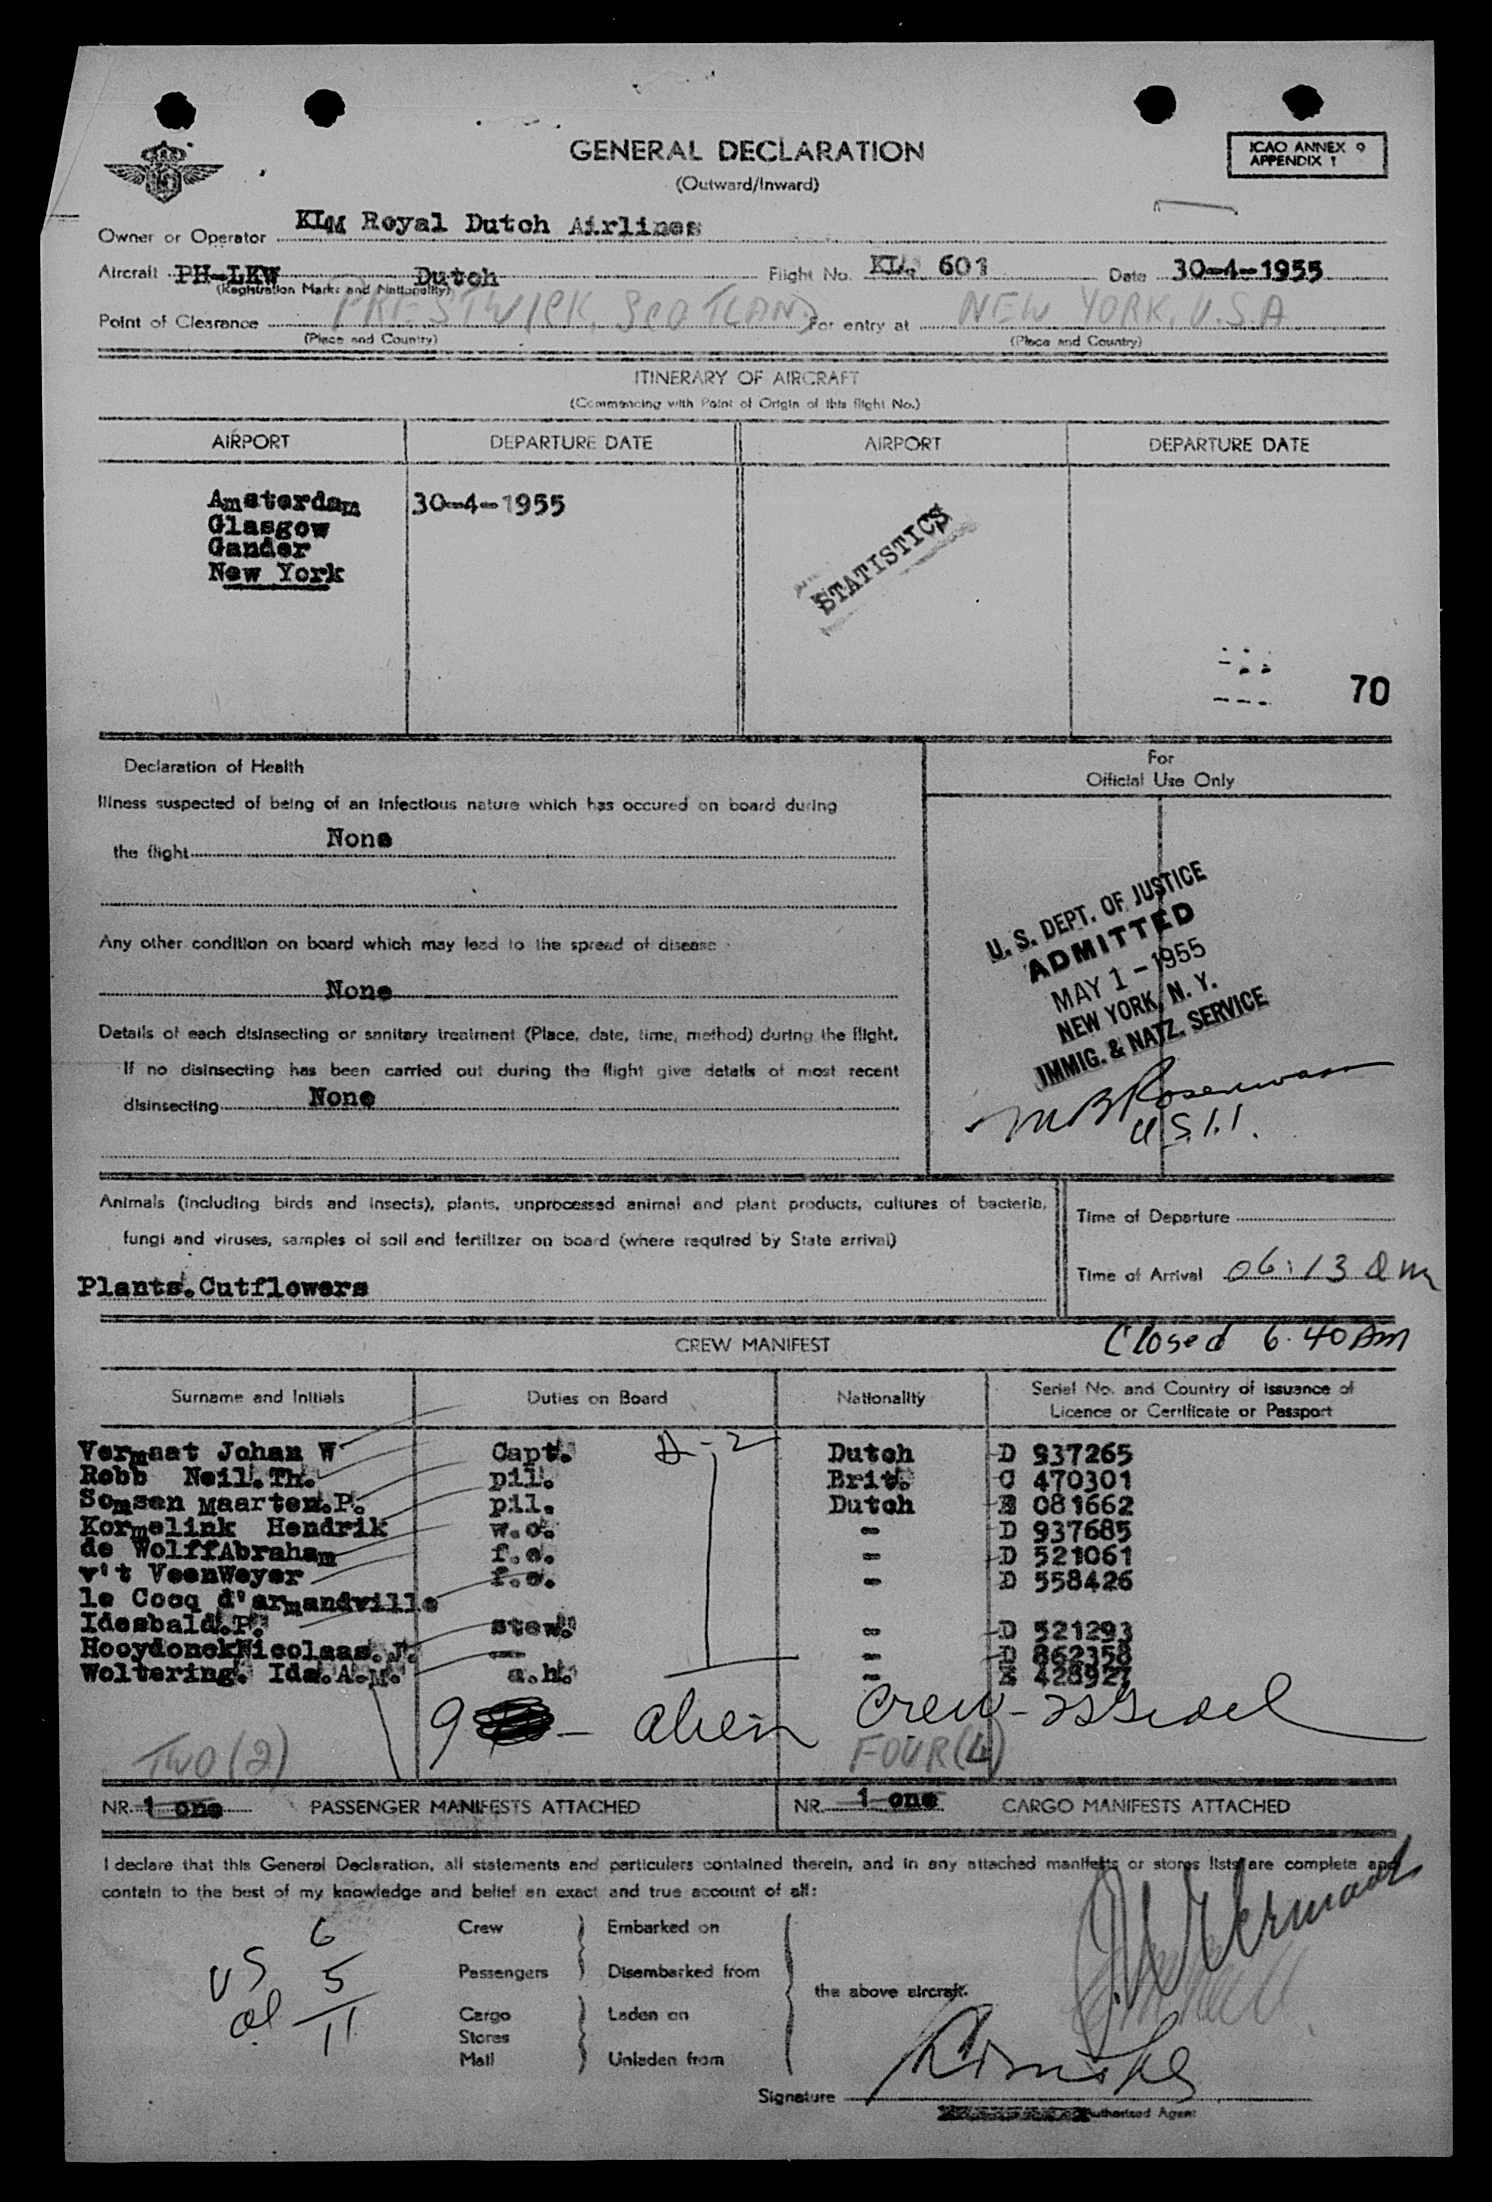 GENERAL DECLARATION
(Outward/Inward)
ICAO ANNEX 9
APPENDIX 1
Owner or Operator KLM Royal Dutch Airlines
Aircraft PH-LKW Dutch Flight No. KL. 601 Date 30-4-1955
(Registration Marks and Nationality)
Point of Clearance PRESTWICK, SCOTLAND For entry at NEW YORK, U.S.A
(Place and Country) (Place and Country)
ITINERARY OF AIRCRAFT
(Commencing with Point of Origin of this flight No.)
AIRPORT DEPARTURE DATE AIRPORT DEPARTURE DATE
Amsterdam 30-4-1955
Glasgow
Gander
New York
STATISTICS
70
Declaration of Health
For
Official Use Only
Illness suspected of being of an infectious nature which has occured on board during
the flight None
Any other condition on board which may lead to the spread of disease
None
Details of each disinsecting or sanitary treatment (Place, date, time, method) during the flight.
If no disinsecting has been carried out during the flight give details of most recent
disinsecting None
U. S. DEPT. OF JUSTICE
ADMITTED
MAY 1 - 1955
NEW YORK, N. Y.
IMMIG. & NATZ. SERVICE
U.S.I.I.
Animals (including birds and insects), plants, unprocessed animal and plant products, cultures of bacteria,
fungi and viruses, samples of soil and fertilizer on board (where required by State arrival)
Plants.Cutflowers
Time of Departure
Time of Arrival 06:13 am
Closed 6:40 AM
CREW MANIFEST
Surname and Initials Duties on Board Nationality Serial No. and Country of Issuance of
Licence or Certificate or Passport
Vermaat Johan W Capt. D-2 Dutch D 937265
Robb Neil.Th. pil. Brit. C 470301
Somsen Maarten.P. pil. Dutch E 081662
Kormelink Hendrik w.o. - D 937685
de WolffAbraham f.e. - D 521061
v't VeenWeyer f.e. - D 558426
le Cocq d'armandville
Idesbald.P. stew. - D 521293
HooydonckNicolaas.J. - - D 862358
Woltering. Ida.A.M. a.h. - E 428927
9 - alien crew-
TWO (2) FOUR (4)
NR. 1 one PASSENGER MANIFESTS ATTACHED NR. 1 one CARGO MANIFESTS ATTACHED
I declare that this General Declaration, all statements and particulars contained therein, and in any attached manifests or stores lists are complete and
contain to the best of my knowledge and belief an exact and true account of all:
Crew Embarked on
Passengers Disembarked from
the above aircraft.
Cargo Laden on
Stores
Mail Unladen from
US 6
al 5
11
Signature
Authorised Agent